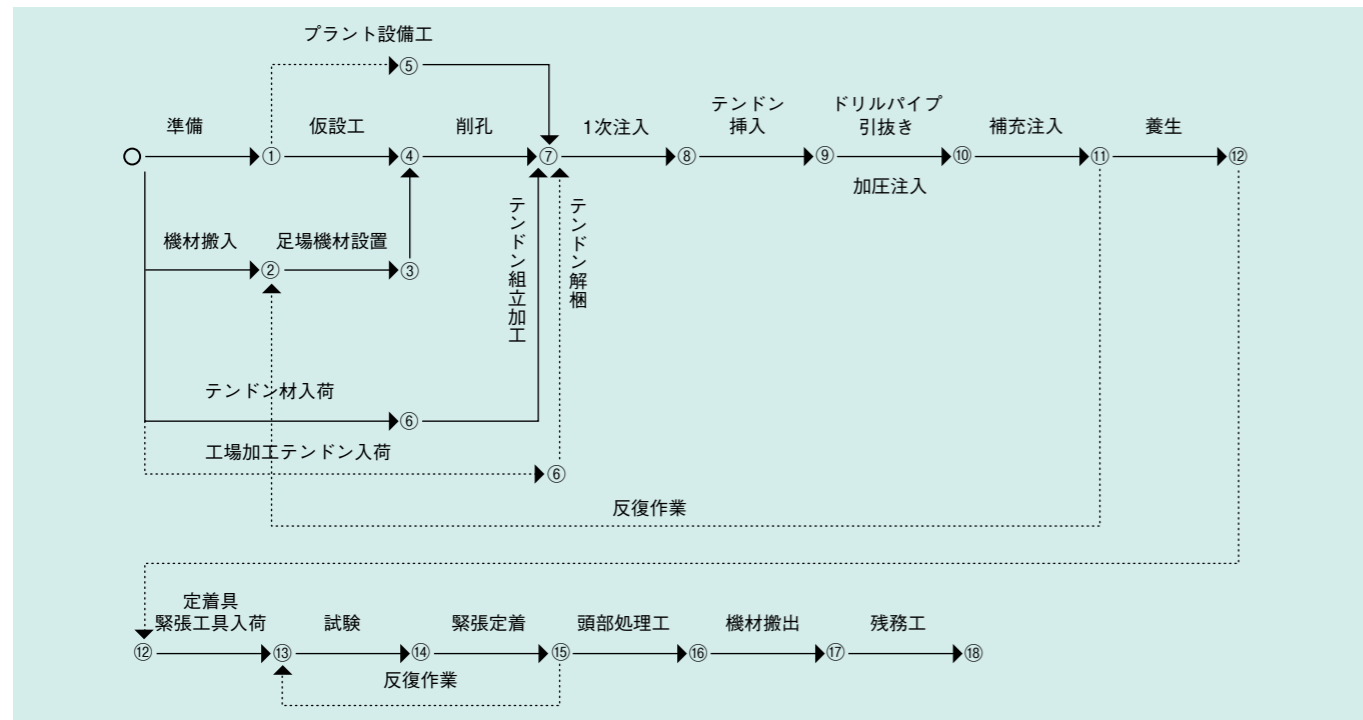 プラント設備工
⑤
準備
仮設工
削孔
1次注入
テンドン
挿入
ドリルパイプ
引抜き
補充注入
養生
①
④
⑦
⑧
⑨
⑩
⑪
⑫
加圧注入
機材搬入
足場機材設置
②
③
テンドン組立加工
テンドン解梱
テンドン材入荷
⑥
工場加工テンドン入荷
⑥
反復作業
定着具
緊張工具入荷
試験
緊張定着
頭部処理工
機材搬出
残務工
⑫
⑬
⑭
⑮
⑯
⑰
⑱
反復作業